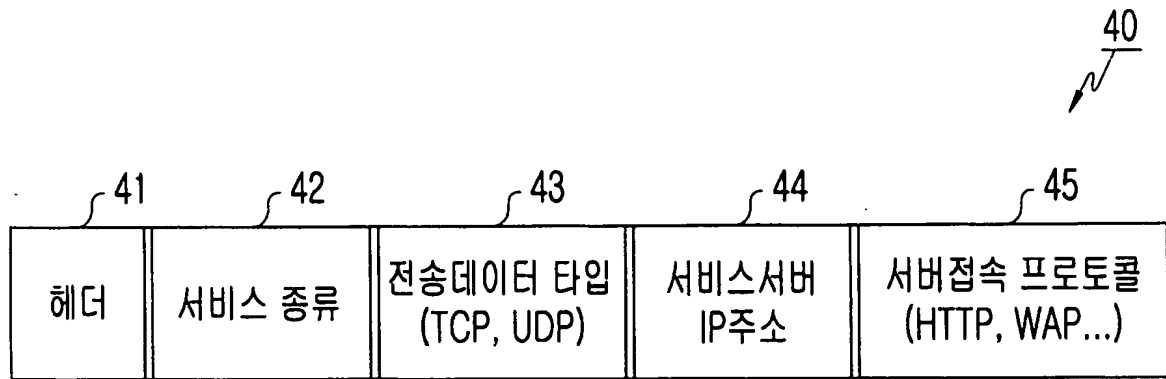 40
41
42
43
44
45
헤더
서비스 종류
전송데이터 타입
(TCP, UDP)
서비스서버
IP주소
서버접속 프로토콜
(HTTP, WAP...)